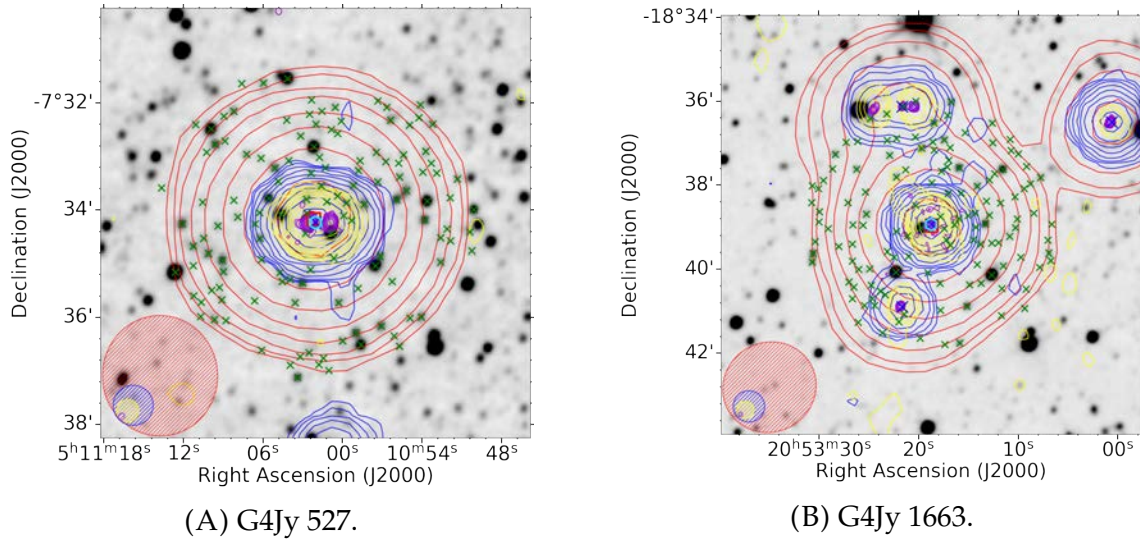 -7°32'
34'
36'
38'
5ʰ11ᵐ18ˢ 12ˢ 06ˢ 00ˢ 10ᵐ54ˢ 48ˢ
Right Ascension (J2000)
Declination (J2000)
(A) G4Jy 527.
-18°34'
36'
38'
40'
42'
20ʰ53ᵐ30ˢ 20ˢ 10ˢ 00ˢ
Right Ascension (J2000)
Declination (J2000)
(B) G4Jy 1663.